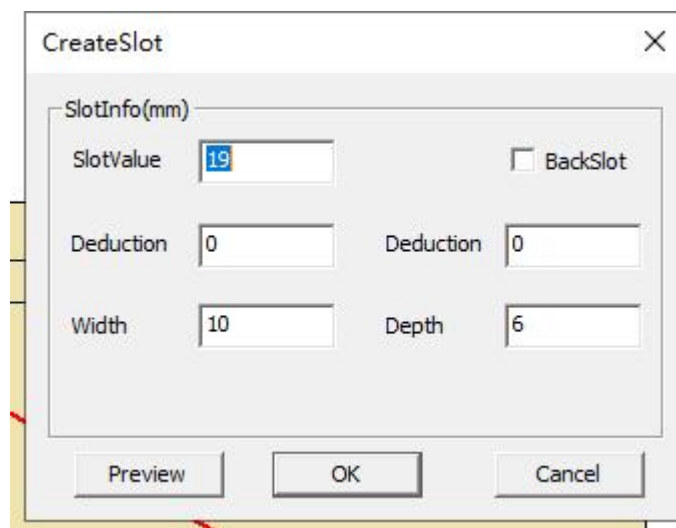 CreateSlot
SlotInfo(mm)
SlotValue 19 BackSlot
Deduction 0 Deduction 0
Width 10 Depth 6
Preview OK Cancel